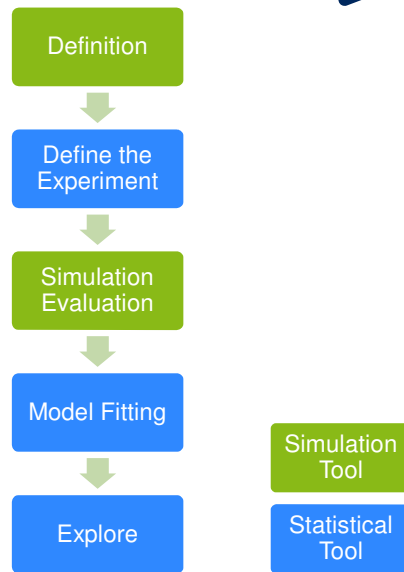 Definition
Define the
Experiment
Simulation
Evaluation
Model Fitting
Explore
Simulation
Tool
Statistical
Tool